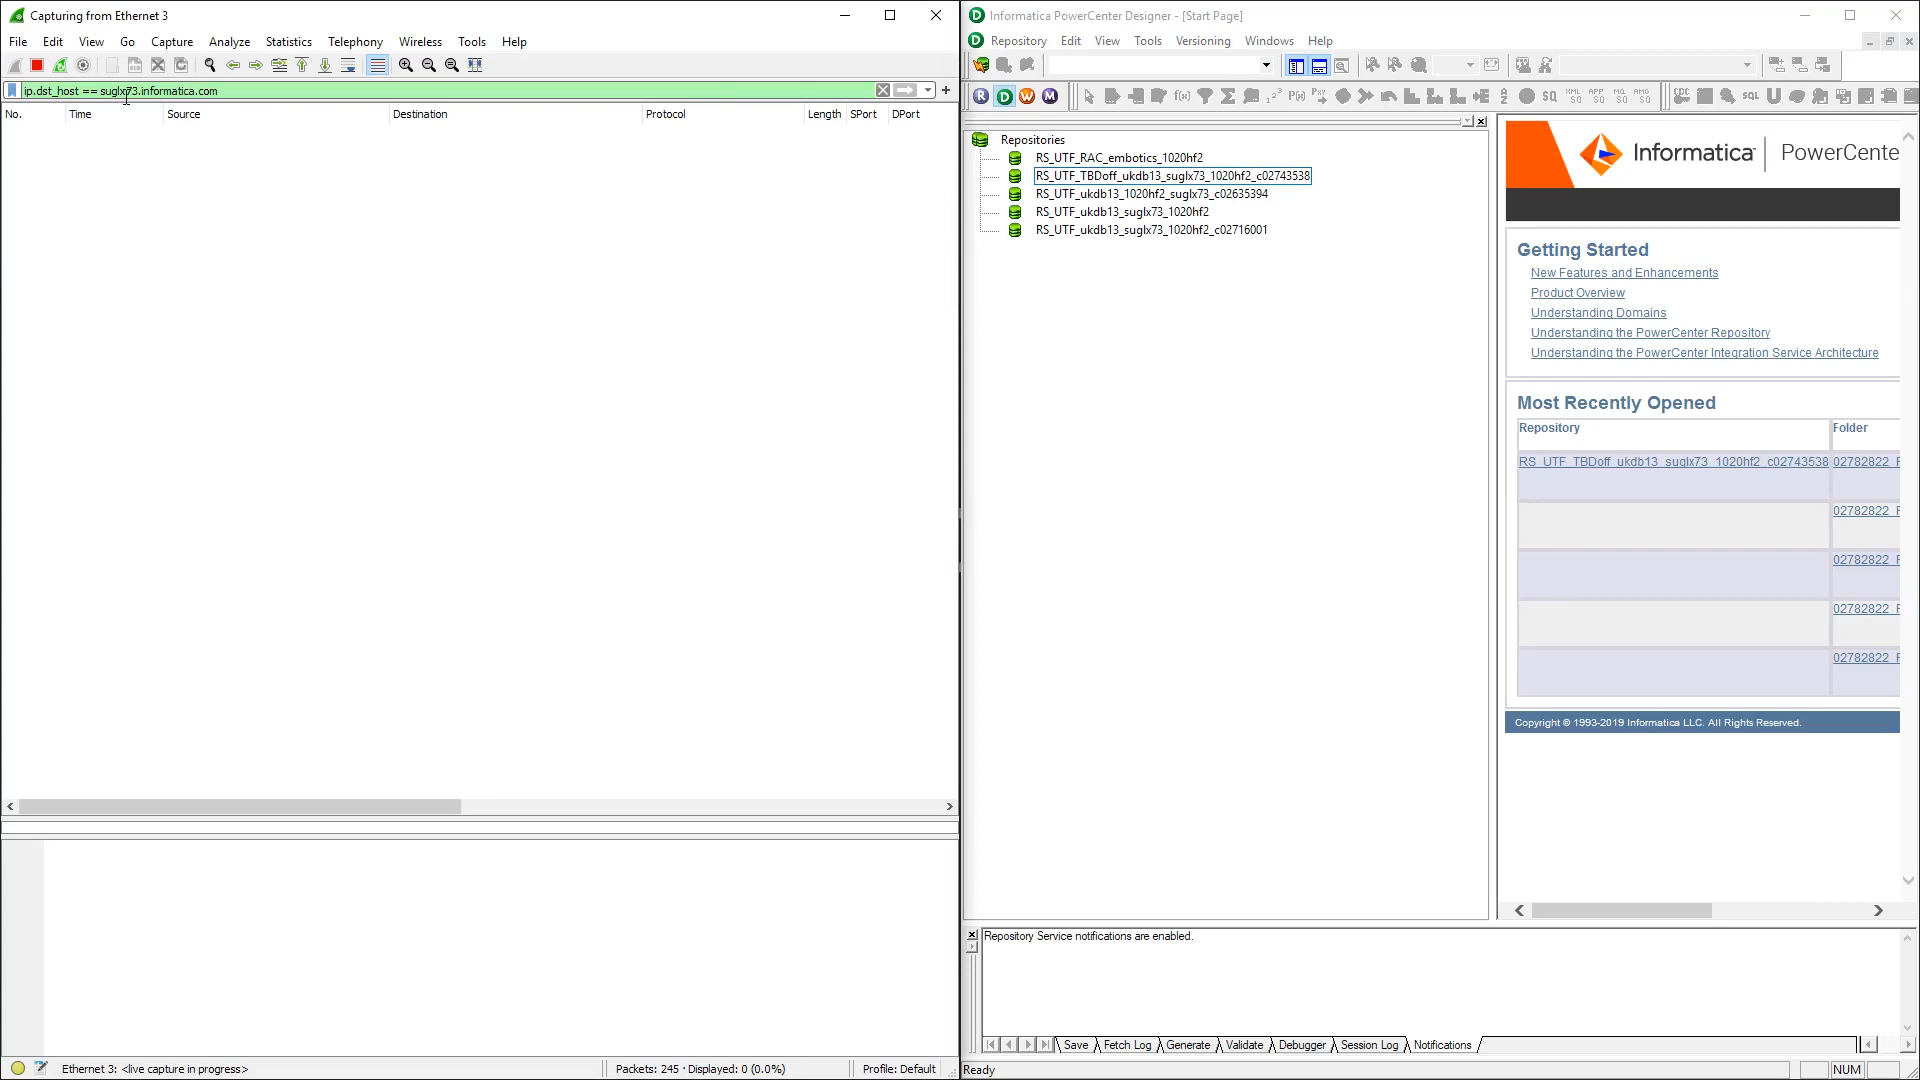 Capturing from Ethernet 3
File Edit View Go Capture Analyze Statistics Telephony Wireless Tools Help
ip.dst_host == suglx73.informatica.com
No. Time Source Destination Protocol Length SPort DPort
Ethernet 3: <live capture in progress>
Packets: 245 · Displayed: 0 (0.0%)
Profile: Default
Informatica PowerCenter Designer - [Start Page]
Repository Edit View Tools Versioning Windows Help
R D W M
Repositories
RS_UTF_RAC_embotics_1020hf2
RS_UTF_TBDoff_ukdb13_suglx73_1020hf2_c02743538
RS_UTF_ukdb13_1020hf2_suglx73_c02635394
RS_UTF_ukdb13_suglx73_1020hf2
RS_UTF_ukdb13_suglx73_1020hf2_c02716001
Informatica PowerCente
Getting Started
New Features and Enhancements
Product Overview
Understanding Domains
Understanding the PowerCenter Repository
Understanding the PowerCenter Integration Service Architecture
Most Recently Opened
Repository Folder
RS_UTF_TBDoff_ukdb13_suglx73_1020hf2_c02743538 02782822_F
02782822_F
02782822_F
02782822_F
02782822_F
Copyright © 1993-2019 Informatica LLC. All Rights Reserved.
Repository Service notifications are enabled.
Save Fetch Log Generate Validate Debugger Session Log Notifications
Ready
NUM